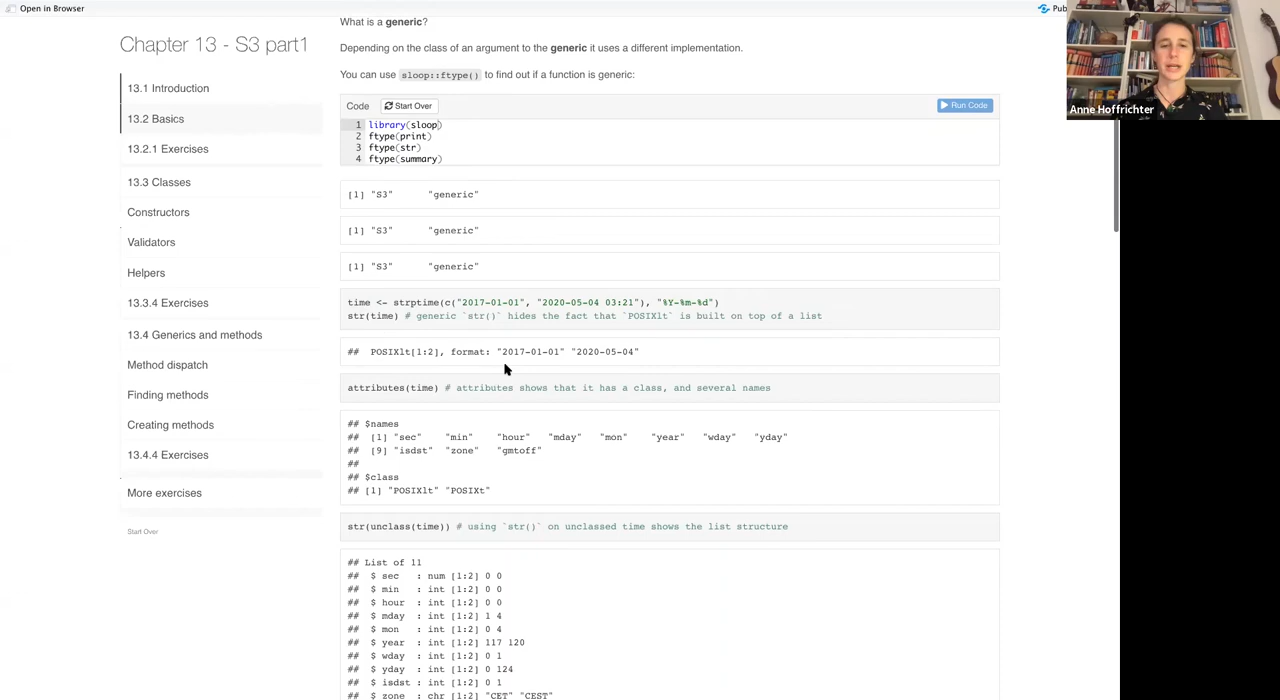 Open in Browser
Pub
What is a generic?
Chapter 13 - S3 part1
Depending on the class of an argument to the generic it uses a different implementation.
You can use sloop::ftype() to find out if a function is generic:
13.1 Introduction
13.2 Basics
13.2.1 Exercises
13.3 Classes
Constructors
Validators
Helpers
13.3.4 Exercises
13.4 Generics and methods
Method dispatch
Finding methods
Creating methods
13.4.4 Exercises
More exercises
Start Over
Code Start Over Run Code
1 library(sloop)
2 ftype(print)
3 ftype(str)
4 ftype(summary)
[1] "S3" "generic"
[1] "S3" "generic"
[1] "S3" "generic"
time <- strptime(c("2017-01-01", "2020-05-04 03:21"), "%Y-%m-%d")
str(time) # generic `str()` hides the fact that `POSIXlt` is built on top of a list
## POSIXlt[1:2], format: "2017-01-01" "2020-05-04"
attributes(time) # attributes shows that it has a class, and several names
## $names
## [1] "sec" "min" "hour" "mday" "mon" "year" "wday" "yday"
## [9] "isdst" "zone" "gmtoff"
##
## $class
## [1] "POSIXlt" "POSIXt"
str(unclass(time)) # using `str()` on unclassed time shows the list structure
## List of 11
## $ sec : num [1:2] 0 0
## $ min : int [1:2] 0 0
## $ hour : int [1:2] 0 0
## $ mday : int [1:2] 1 4
## $ mon : int [1:2] 0 4
## $ year : int [1:2] 117 120
## $ wday : int [1:2] 0 1
## $ yday : int [1:2] 0 124
## $ isdst : int [1:2] 0 1
## $ zone : chr [1:2] "CET" "CEST"
Anne Hoffrichter